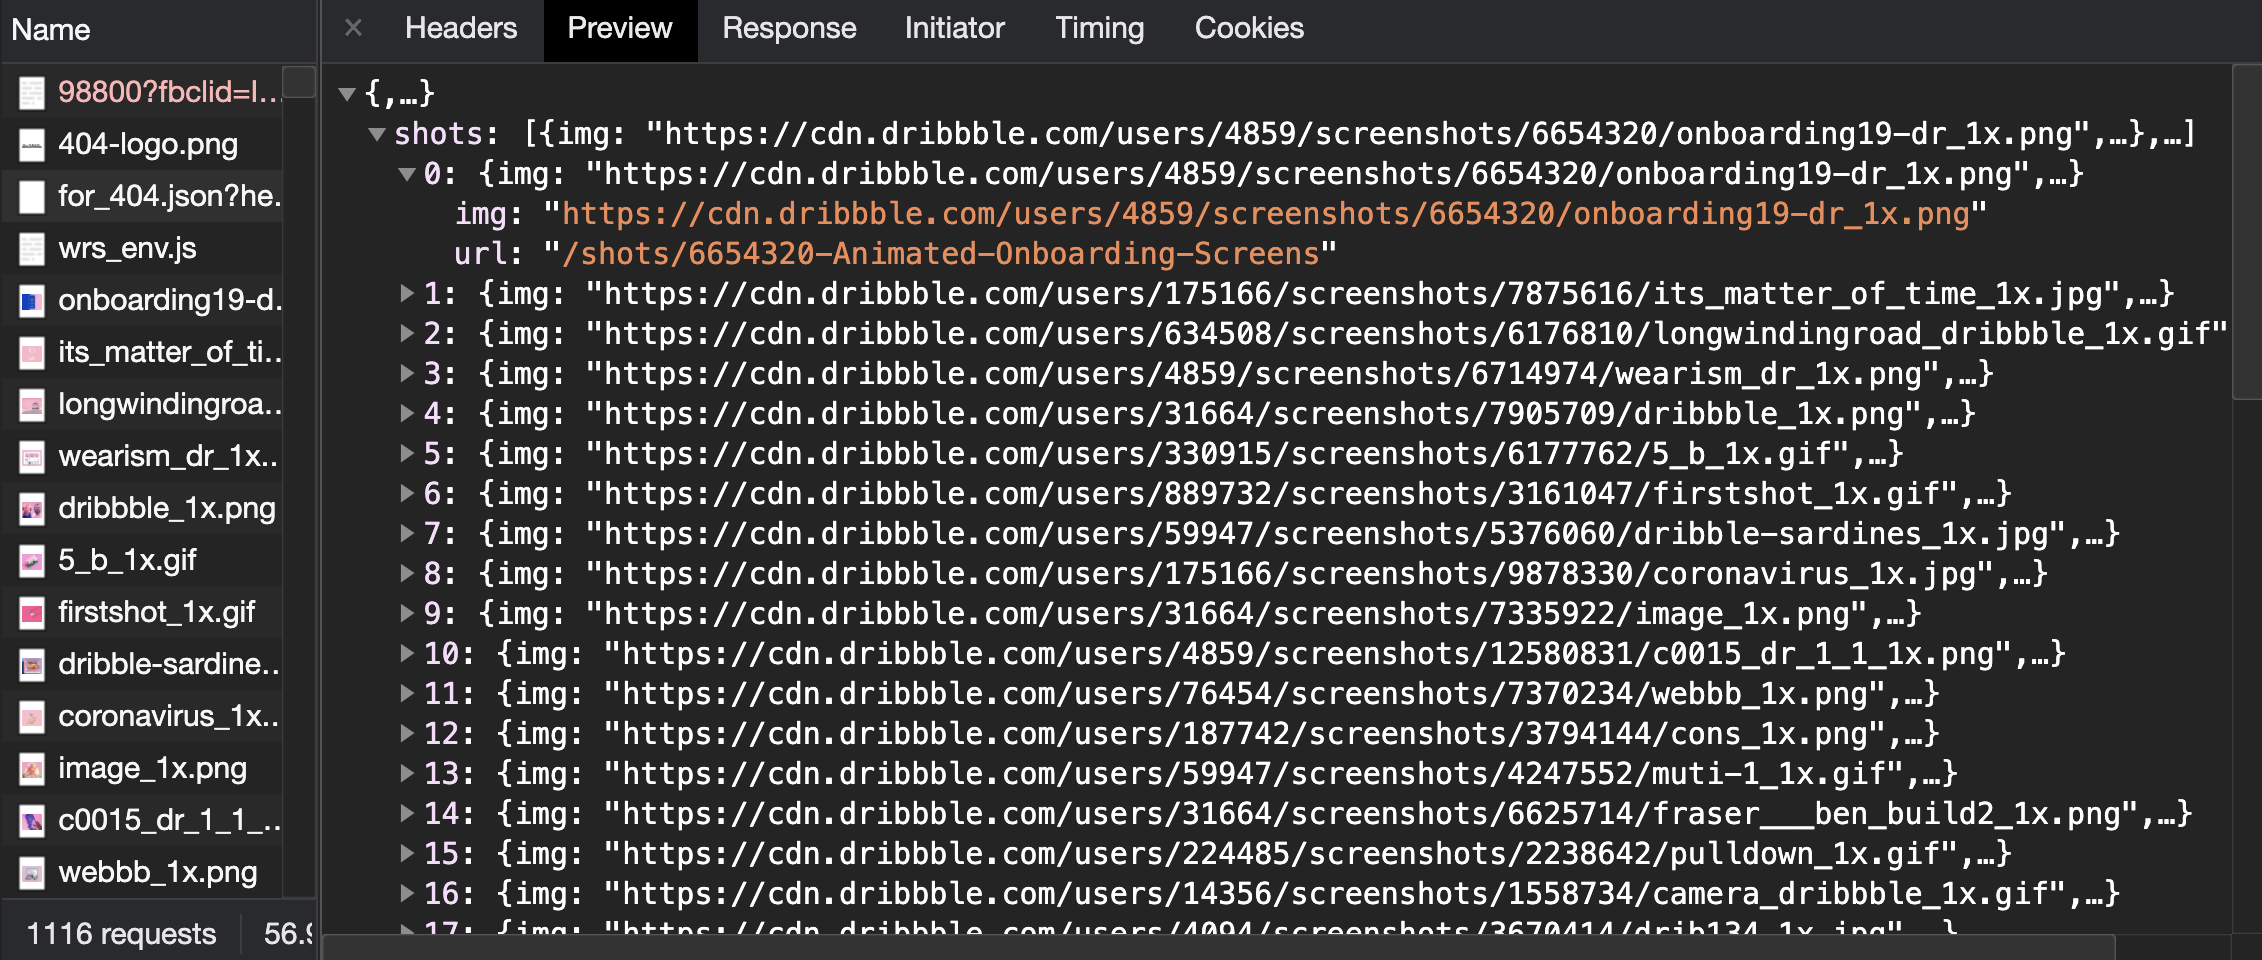 Name
98800?fbclid=I...
404-logo.png
for_404.json?he.
wrs_env.js
onboarding19-d.
its_matter_of_ti..
longwindingroa..
wearism_dr_1x..
dribbble_1x.png
5_b_1x.gif
firstshot_1x.gif
dribble-sardine..
coronavirus_1x..
image_1x.png
c0015_dr_1_1_..
webbb_1x.png
1116 requests 56.9
× Headers Preview Response Initiator Timing Cookies
{,…}
shots: [{img: "https://cdn.dribbble.com/users/4859/screenshots/6654320/onboarding19-dr_1x.png",…},…]
0: {img: "https://cdn.dribbble.com/users/4859/screenshots/6654320/onboarding19-dr_1x.png",…}
img: "https://cdn.dribbble.com/users/4859/screenshots/6654320/onboarding19-dr_1x.png"
url: "/shots/6654320-Animated-Onboarding-Screens"
1: {img: "https://cdn.dribbble.com/users/175166/screenshots/7875616/its_matter_of_time_1x.jpg",…}
2: {img: "https://cdn.dribbble.com/users/634508/screenshots/6176810/longwindingroad_dribbble_1x.gif"
3: {img: "https://cdn.dribbble.com/users/4859/screenshots/6714974/wearism_dr_1x.png",…}
4: {img: "https://cdn.dribbble.com/users/31664/screenshots/7905709/dribbble_1x.png",…}
5: {img: "https://cdn.dribbble.com/users/330915/screenshots/6177762/5_b_1x.gif",…}
6: {img: "https://cdn.dribbble.com/users/889732/screenshots/3161047/firstshot_1x.gif",…}
7: {img: "https://cdn.dribbble.com/users/59947/screenshots/5376060/dribble-sardines_1x.jpg",…}
8: {img: "https://cdn.dribbble.com/users/175166/screenshots/9878330/coronavirus_1x.jpg",…}
9: {img: "https://cdn.dribbble.com/users/31664/screenshots/7335922/image_1x.png",…}
10: {img: "https://cdn.dribbble.com/users/4859/screenshots/12580831/c0015_dr_1_1_1x.png",…}
11: {img: "https://cdn.dribbble.com/users/76454/screenshots/7370234/webbb_1x.png",…}
12: {img: "https://cdn.dribbble.com/users/187742/screenshots/3794144/cons_1x.png",…}
13: {img: "https://cdn.dribbble.com/users/59947/screenshots/4247552/muti-1_1x.gif",…}
14: {img: "https://cdn.dribbble.com/users/31664/screenshots/6625714/fraser___ben_build2_1x.png",…}
15: {img: "https://cdn.dribbble.com/users/224485/screenshots/2238642/pulldown_1x.gif",…}
16: {img: "https://cdn.dribbble.com/users/14356/screenshots/1558734/camera_dribbble_1x.gif",…}
17: {img: "https://cdn.dribbble.com/users/4094/screenshots/3670414/drib134_1x.jpg",…}